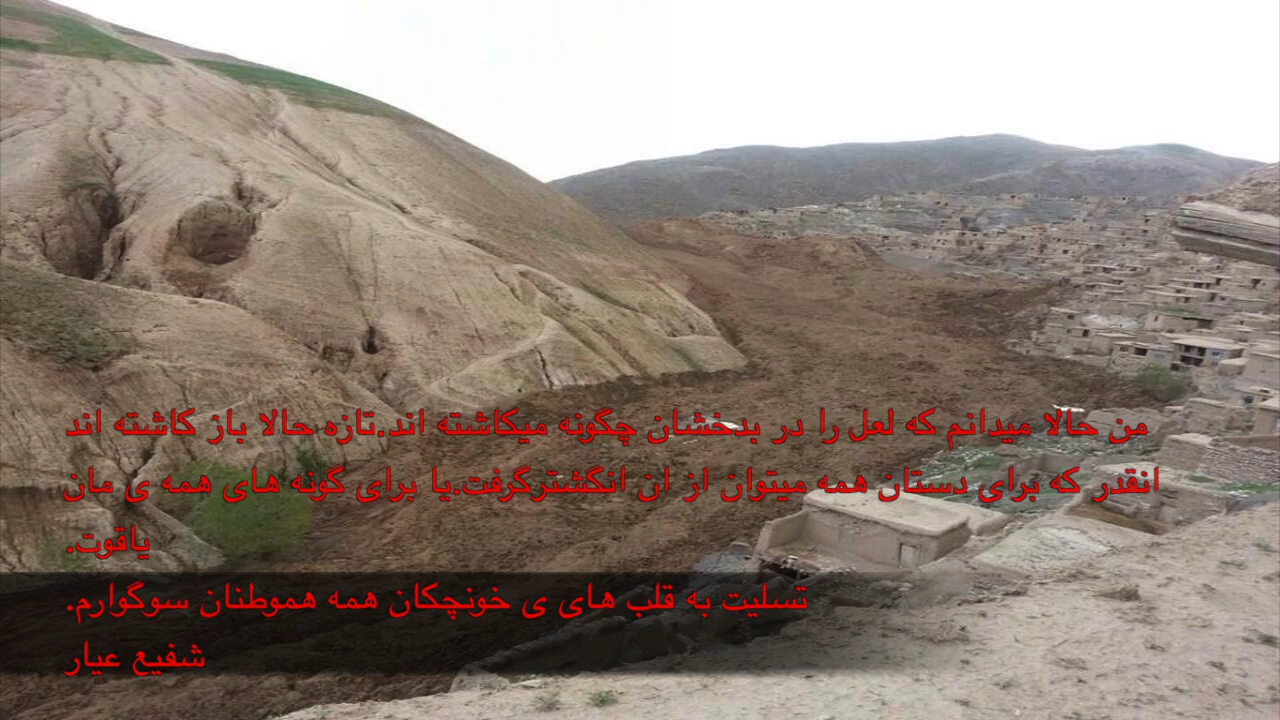 من حالا میدانم که لعل را در بدخشان چگونه میکاشته اند.تازه حالا باز کاشته اند
انقدر که برای دستان همه میتوان از ان انگشترگرفت.یا برای گونه های همه ی مان
یاقوت.
تسلیت به قلب های ی خونچکان همه هموطنان سوگوارم.
شفیع عیار